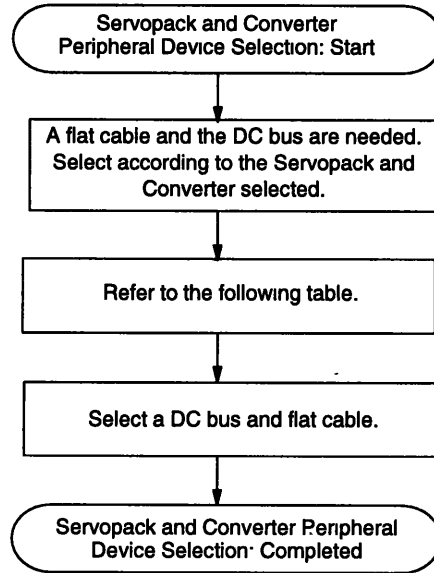 Servopack and Converter
Peripheral Device Selection: Start
A flat cable and the DC bus are needed.
Select according to the Servopack and
Converter selected.
Refer to the following table.
Select a DC bus and flat cable.
Servopack and Converter Peripheral
Device Selection· Completed